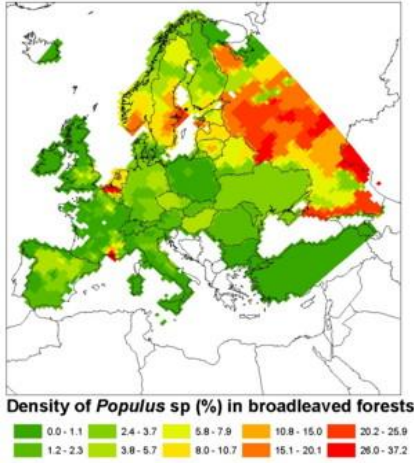 Density of Populus sp (%) in broadleaved forests
0.0 - 1.1 2.4 - 3.7 5.8 - 7.9 10.8 - 15.0 20.2 - 25.9
1.2 - 2.3 3.8 - 5.7 8.0 - 10.7 15.1 - 20.1 26.0 - 37.2